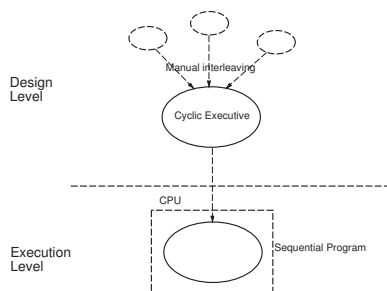 Manual interleaving
Design
Level
Cyclic Executive
CPU
Sequential Program
Execution
Level